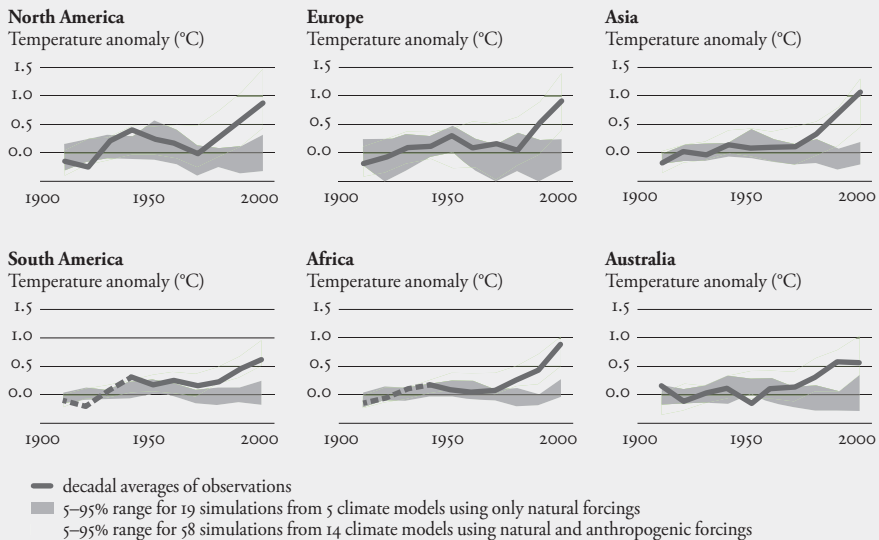 North America
Temperature anomaly (°C)
1.5
1.0
0.5
0.0
1900 1950 2000
Europe
Temperature anomaly (°C)
1.5
1.0
0.5
0.0
1900 1950 2000
Asia
Temperature anomaly (°C)
1.5
1.0
0.5
0.0
1900 1950 2000
South America
Temperature anomaly (°C)
1.5
1.0
0.5
0.0
1900 1950 2000
Africa
Temperature anomaly (°C)
1.5
1.0
0.5
0.0
1900 1950 2000
Australia
Temperature anomaly (°C)
1.5
1.0
0.5
0.0
1900 1950 2000
decadal averages of observations
5–95% range for 19 simulations from 5 climate models using only natural forcings
5–95% range for 58 simulations from 14 climate models using natural and anthropogenic forcings